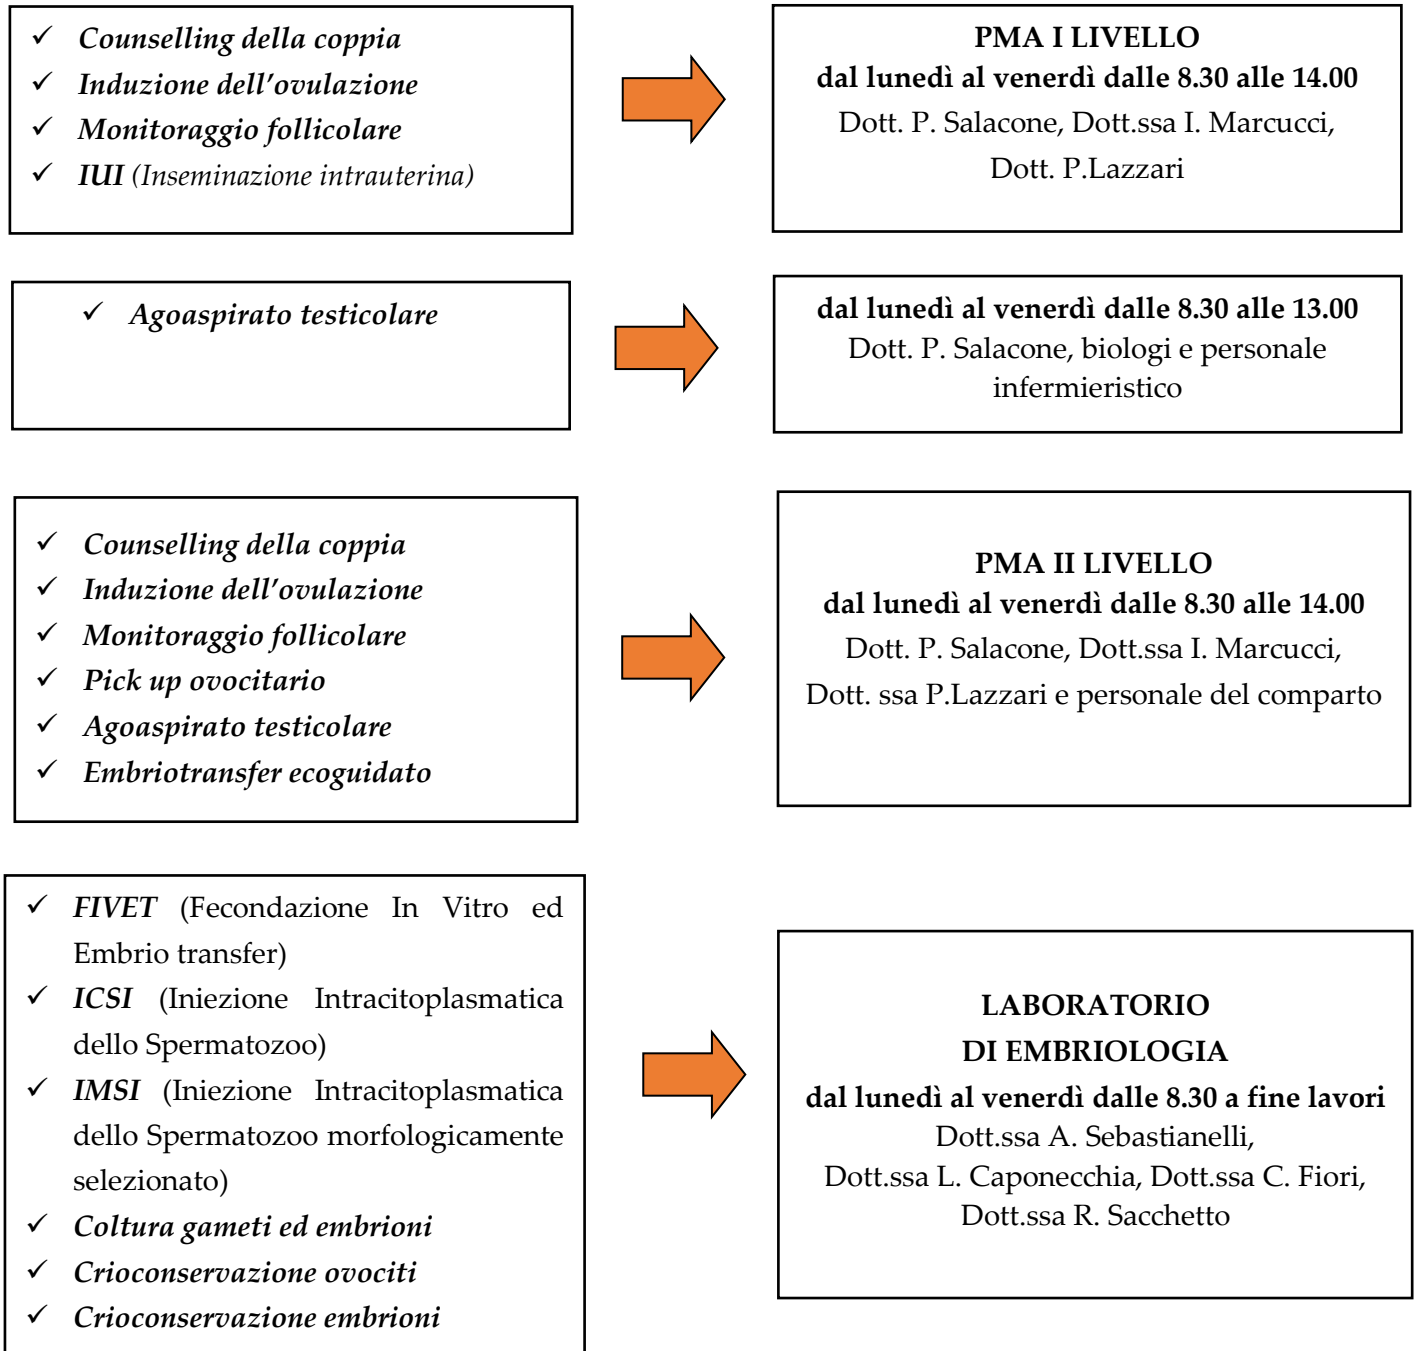 ✓ Counselling della coppia
✓ Induzione dell'ovulazione
✓ Monitoraggio follicolare
✓ IUI (Inseminazione intrauterina)
PMA I LIVELLO
dal lunedì al venerdì dalle 8.30 alle 14.00
Dott. P. Salacone, Dott.ssa I. Marcucci,
Dott. P.Lazzari
✓ Agoaspirato testicolare
dal lunedì al venerdì dalle 8.30 alle 13.00
Dott. P. Salacone, biologi e personale
infermieristico
✓ Counselling della coppia
✓ Induzione dell'ovulazione
✓ Monitoraggio follicolare
✓ Pick up ovocitario
✓ Agoaspirato testicolare
✓ Embriotransfer ecoguidato
PMA II LIVELLO
dal lunedì al venerdì dalle 8.30 alle 14.00
Dott. P. Salacone, Dott.ssa I. Marcucci,
Dott. ssa P.Lazzari e personale del comparto
✓ FIVET (Fecondazione In Vitro ed
Embrio transfer)
✓ ICSI (Iniezione Intracitoplasmatica
dello Spermatozoo)
✓ IMSI (Iniezione Intracitoplasmatica
dello Spermatozoo morfologicamente
selezionato)
✓ Coltura gameti ed embrioni
✓ Crioconservazione ovociti
✓ Crioconservazione embrioni
LABORATORIO
DI EMBRIOLOGIA
dal lunedì al venerdì dalle 8.30 a fine lavori
Dott.ssa A. Sebastianelli,
Dott.ssa L. Caponecchia, Dott.ssa C. Fiori,
Dott.ssa R. Sacchetto